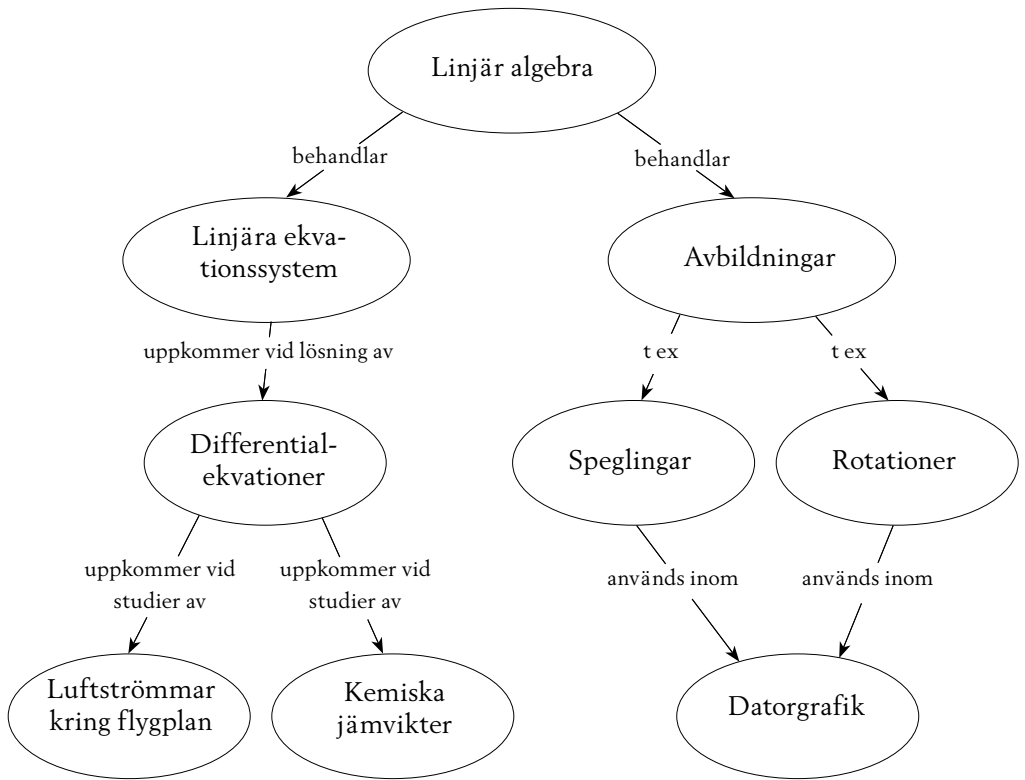 Linjär algebra
behandlar
behandlar
Linjära ekva-
tionssystem
Avbildningar
uppkommer vid lösning av
t ex
t ex
Differential-
ekvationer
Speglingar
Rotationer
uppkommer vid
studier av
uppkommer vid
studier av
används inom
används inom
Luftströmmar
kring flygplan
Kemiska
jämvikter
Datorgrafik